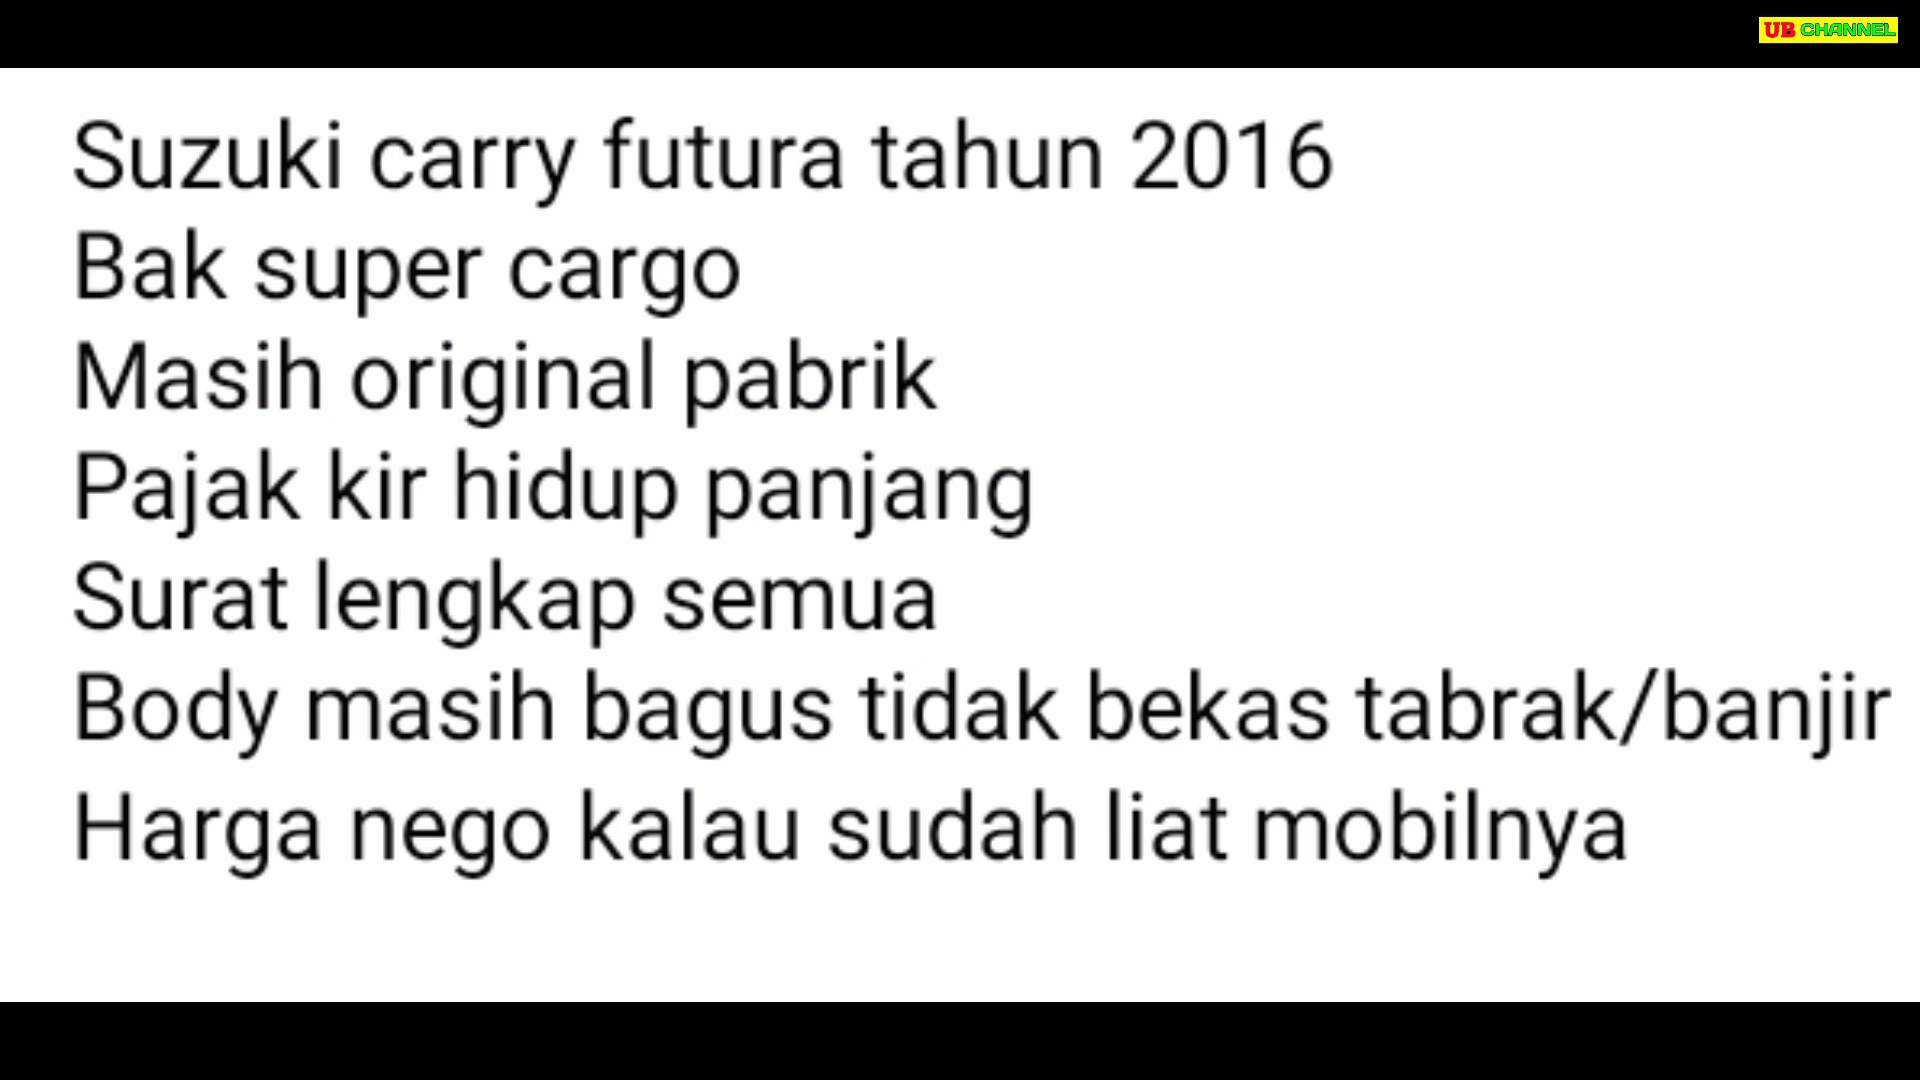 UB CHANNEL
Suzuki carry futura tahun 2016
Bak super cargo
Masih original pabrik
Pajak kir hidup panjang
Surat lengkap semua
Body masih bagus tidak bekas tabrak/banjir
Harga nego kalau sudah liat mobilnya